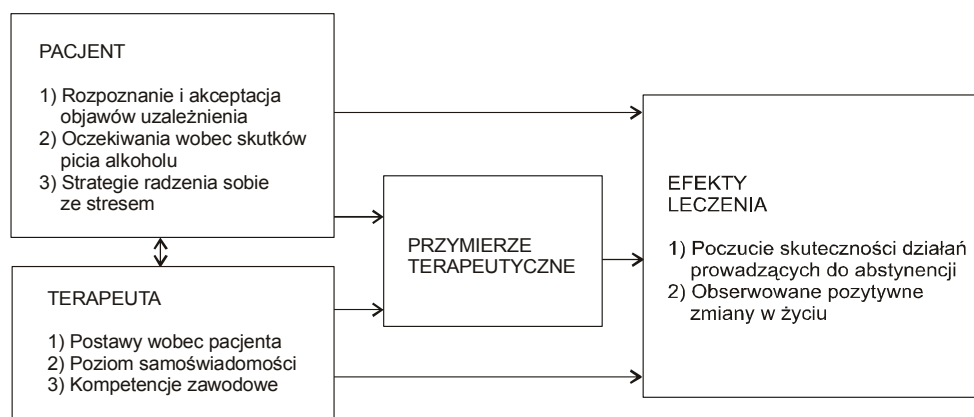 PACJENT
1) Rozpoznanie i akceptacja
objawów uzależnienia
2) Oczekiwania wobec skutków
picia alkoholu
3) Strategie radzenia sobie
ze stresem
TERAPEUTA
1) Postawy wobec pacjenta
2) Poziom samoświadomości
3) Kompetencje zawodowe
PRZYMIERZE
TERAPEUTYCZNE
EFEKTY
LECZENIA
1) Poczucie skuteczności działań
prowadzących do abstynencji
2) Obserwowane pozytywne
zmiany w życiu